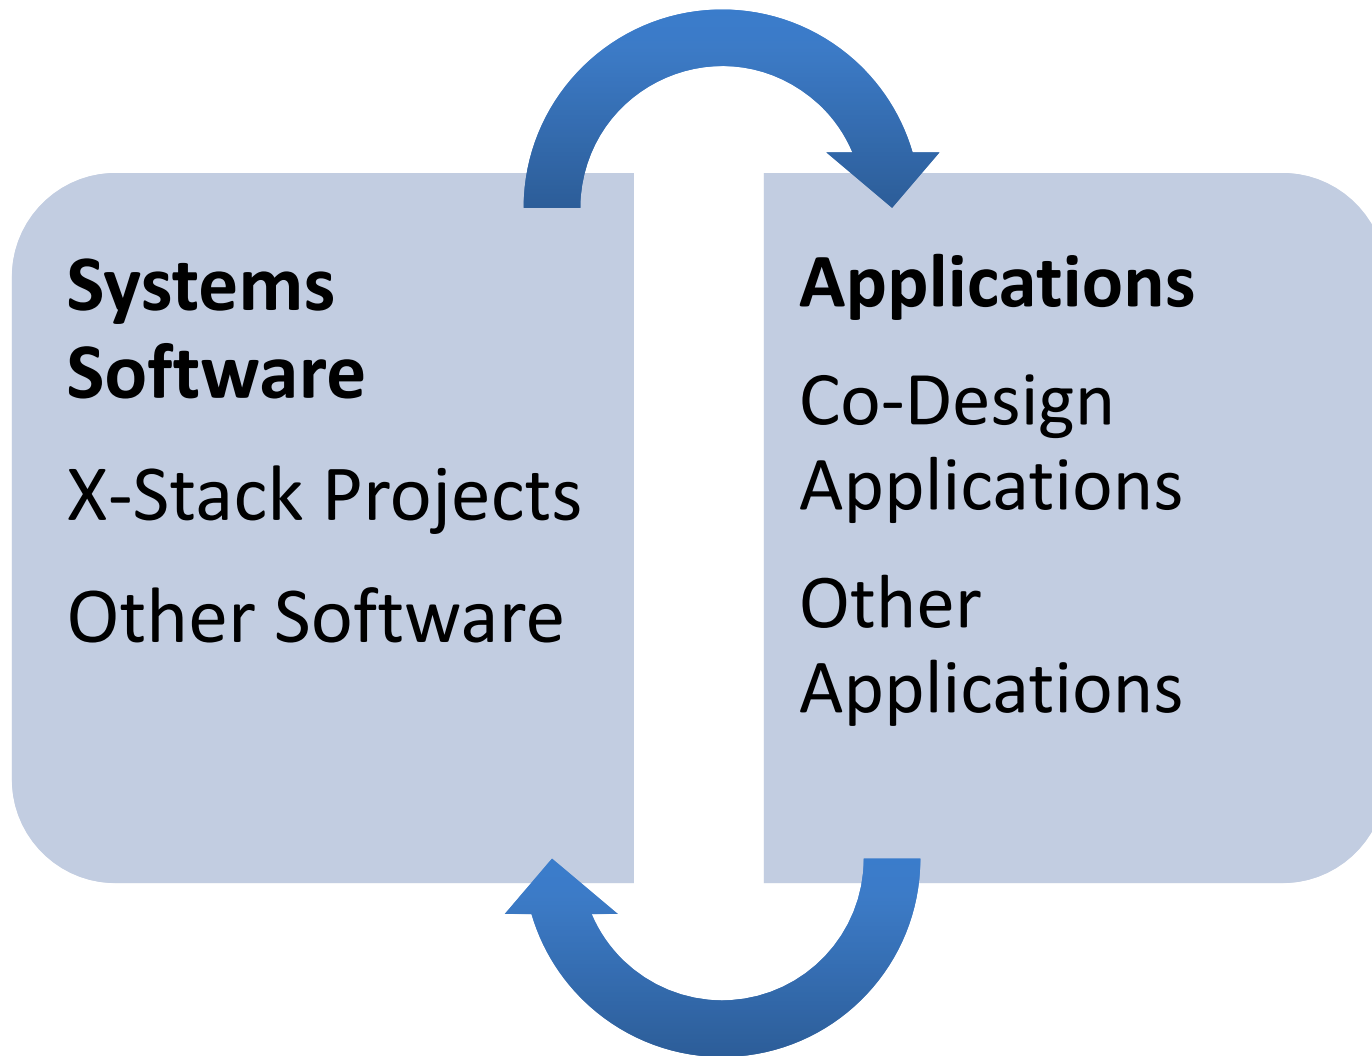 Systems
Software
X-Stack Projects
Other Software
Applications
Co-Design
Applications
Other
Applications